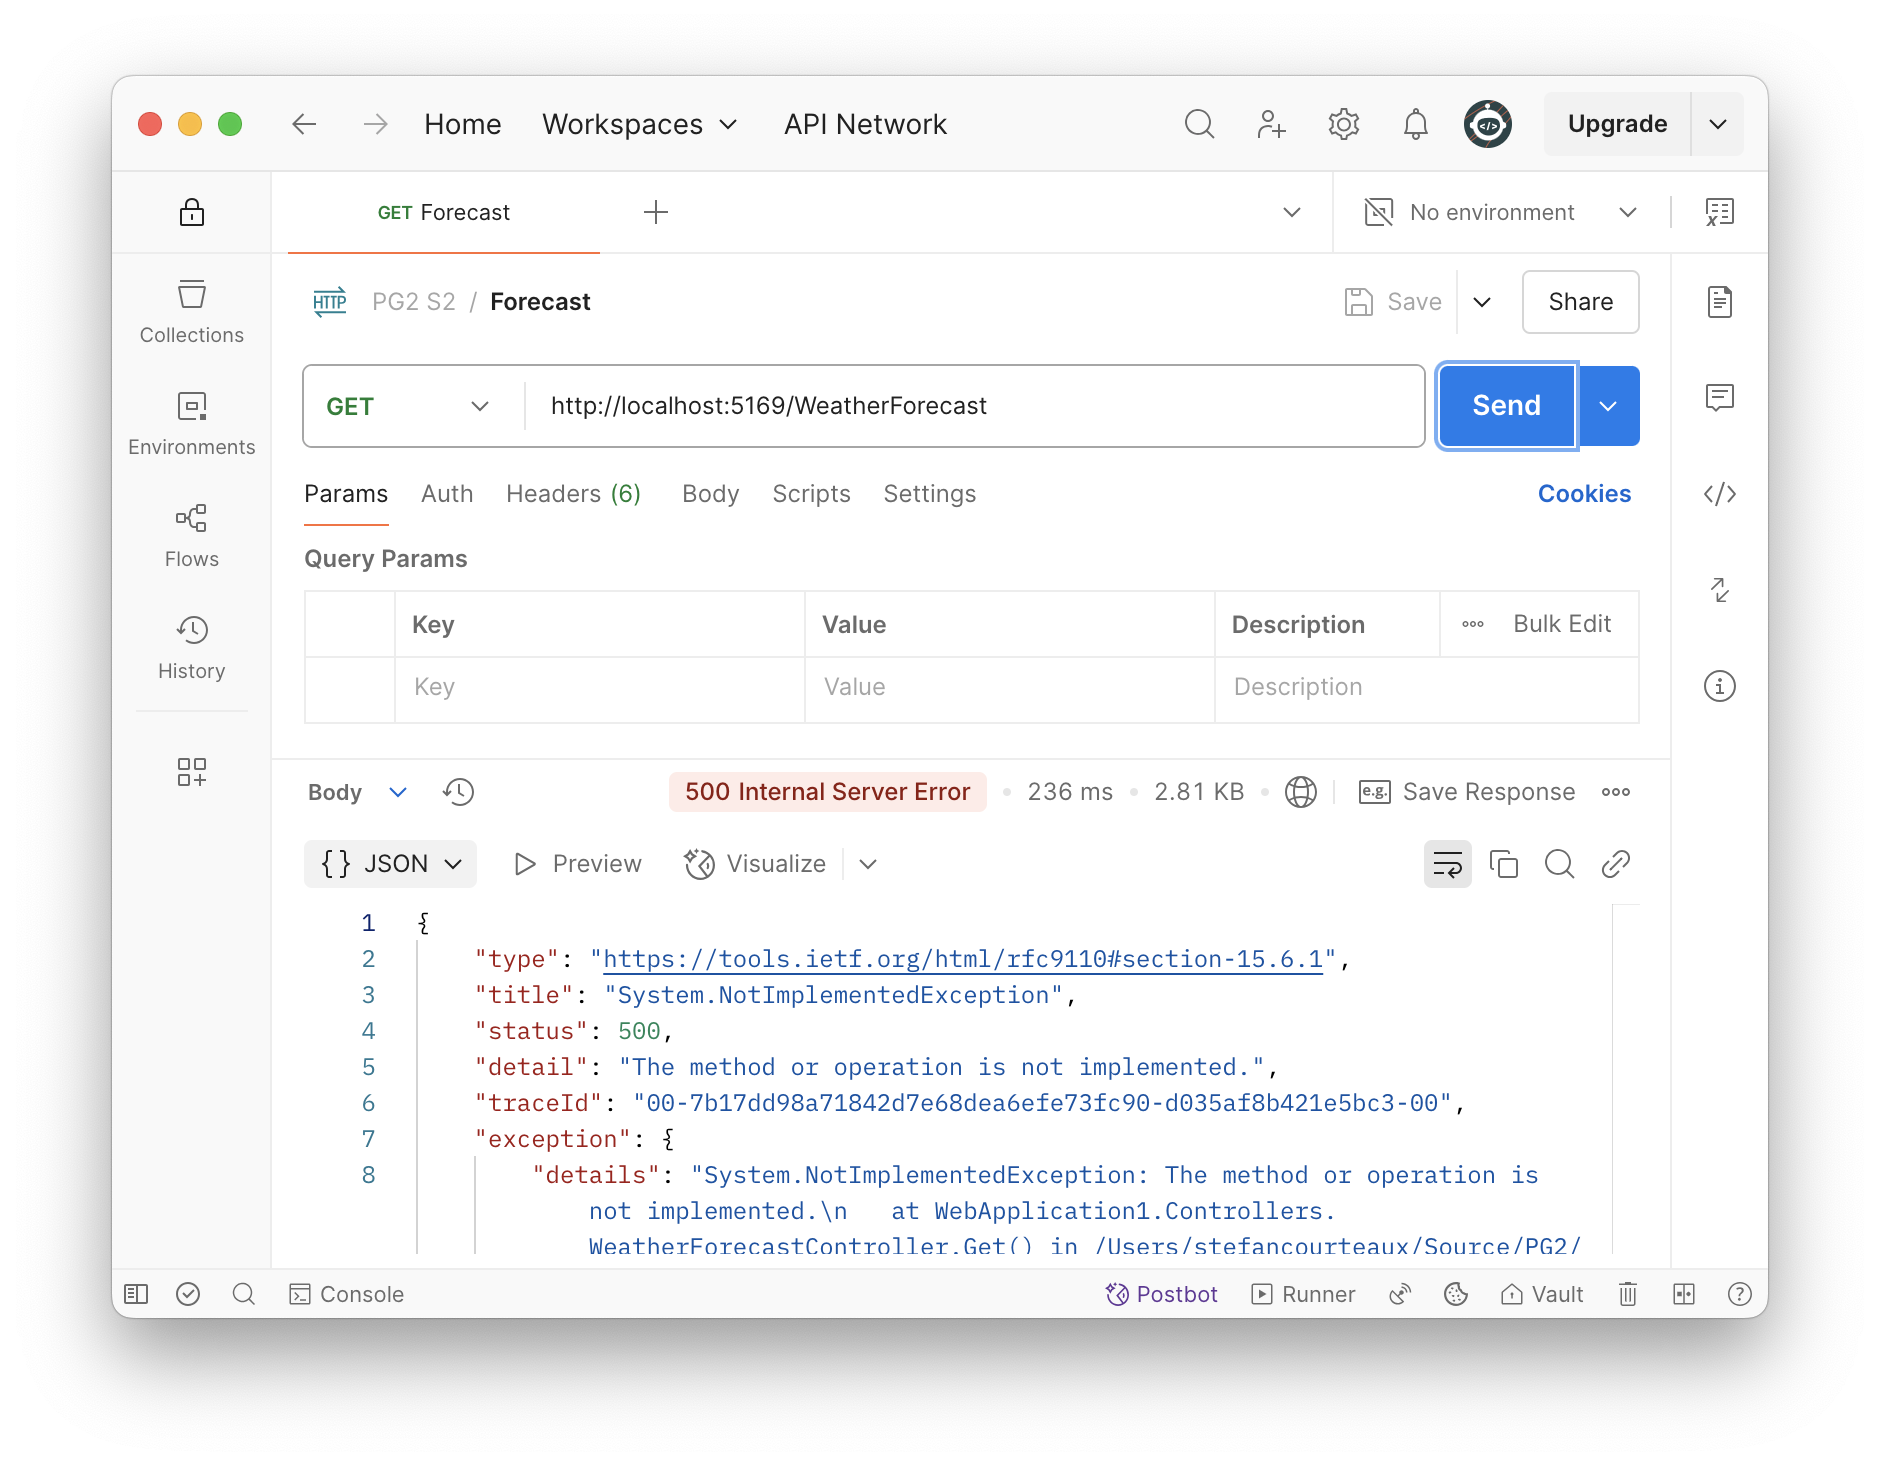 Home Workspaces API Network Upgrade
GET Forecast No environment
HTTP PG2 S2 / Forecast Save Share
Collections
GET http://localhost:5169/WeatherForecast Send
Environments
Params Auth Headers (6) Body Scripts Settings Cookies
Flows
Query Params
Key Value Description Bulk Edit
History
Key Value Description
Body 500 Internal Server Error 236 ms 2.81 KB e.g. Save Response
{} JSON Preview Visualize
1 {
2 "type": "https://tools.ietf.org/html/rfc9110#section-15.6.1",
3 "title": "System.NotImplementedException",
4 "status": 500,
5 "detail": "The method or operation is not implemented.",
6 "traceId": "00-7b17dd98a71842d7e68dea6efe73fc90-d035af8b421e5bc3-00",
7 "exception": {
8 "details": "System.NotImplementedException: The method or operation is
not implemented.\n   at WebApplication1.Controllers.
WeatherForecastController.Get() in /Users/stefancourteaux/Source/PG2/
Console Postbot Runner Vault